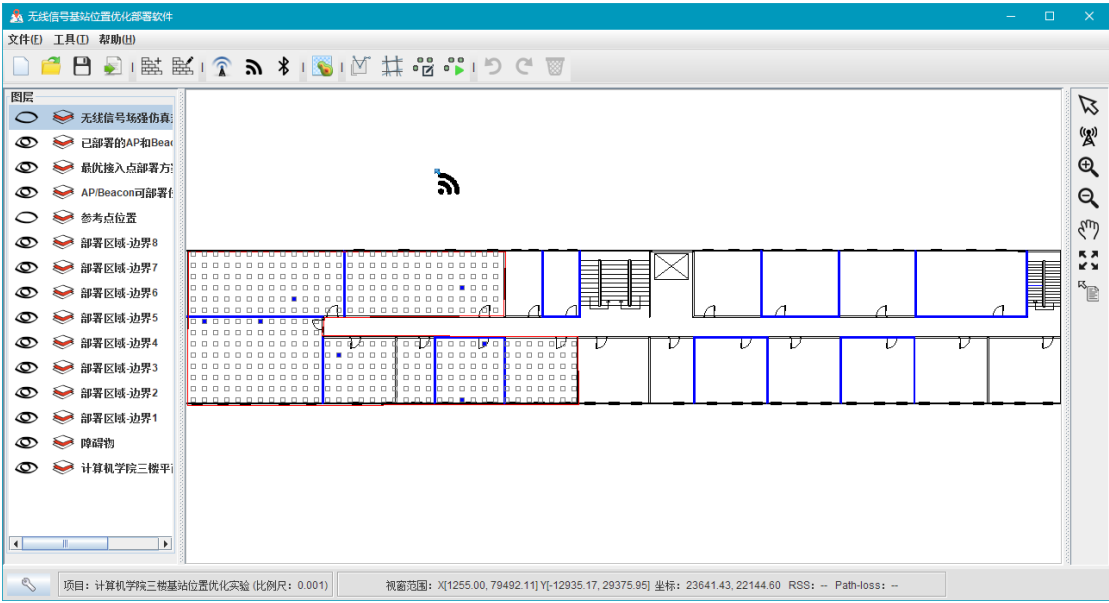 无线信号基站位置优化部署软件
文件(F) 工具(T) 帮助(H)
图层
无线信号场强仿真
已部署的AP和Bea
最优接入点部署方
AP/Beacon可部署
参考点位置
部署区域-边界8
部署区域-边界7
部署区域-边界6
部署区域-边界5
部署区域-边界4
部署区域-边界3
部署区域-边界2
部署区域-边界1
障碍物
计算机学院三楼平
项目：计算机学院三楼基站位置优化实验 (比例尺：0.001)
视窗范围：X[1255.00, 79492.11] Y[-12935.17, 29375.95] 坐标：23641.43, 22144.60 RSS: -- Path-loss: --